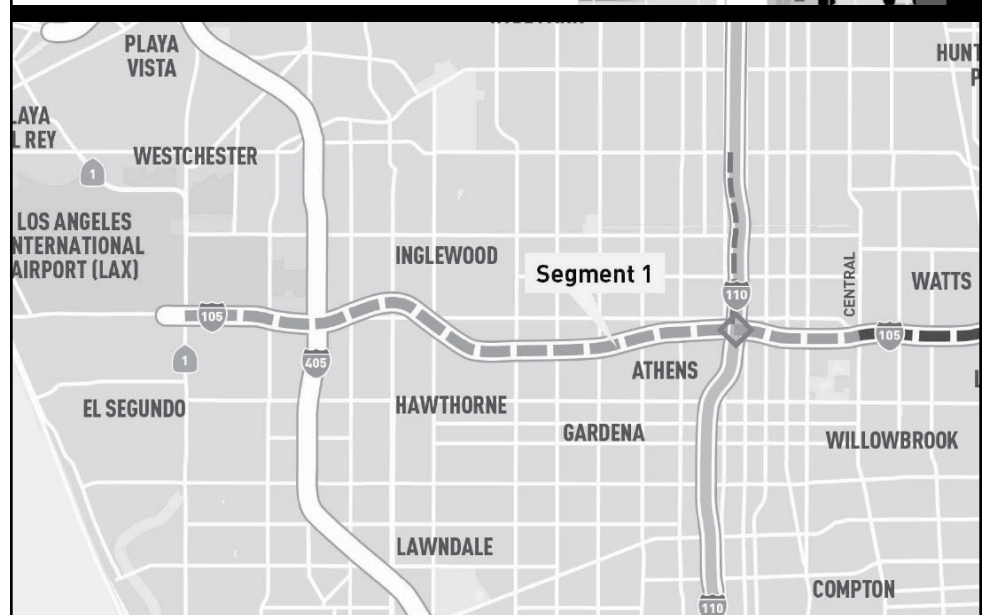 PLAYA
VISTA
WESTCHESTER
1
LOS ANGELES
NTERNATIONAL
AIRPORT (LAX)
INGLEWOOD
Segment 1
110
CENTRAL
WATTS
105
105
1
405
ATHENS
EL SEGUNDO
HAWTHORNE
GARDENA
WILLOWBROOK
LAWNDALE
COMPTON
110
HUNT
P
LAYA
L REY